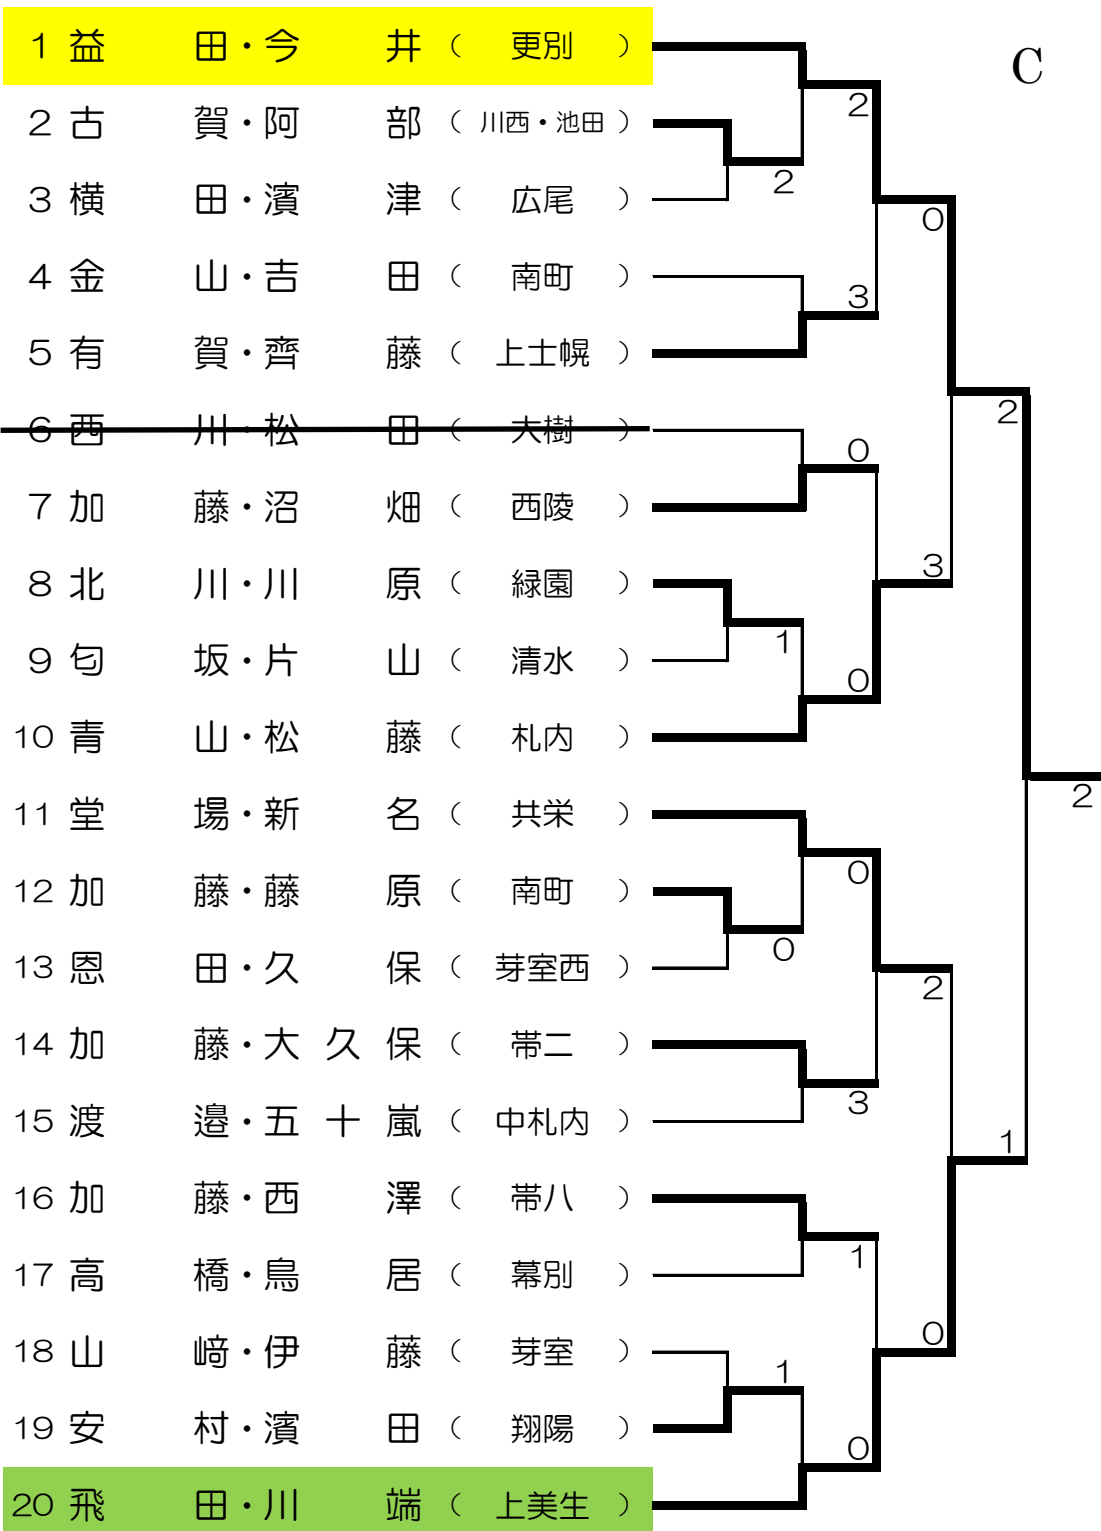 1 益田・今井（更別）
C
2
2 古賀・阿部（川西・池田）
2
3 横田・濱津（広尾）
0
4 金山・吉田（南町）
3
5 有賀・齊藤（上士幌）
2
6 西川・松田（大樹）
0
7 加藤・沼畑（西陵）
3
8 北川・川原（緑園）
1
9 匂坂・片山（清水）
0
10 青山・松藤（札内）
2
11 堂場・新名（共栄）
0
12 加藤・藤原（南町）
0
13 恩田・久保（芽室西）
2
14 加藤・大久保（帯二）
3
15 渡邉・五十嵐（中札内）
1
16 加藤・西澤（帯八）
1
17 高橋・鳥居（幕別）
0
18 山﨑・伊藤（芽室）
1
19 安村・濱田（翔陽）
0
20 飛田・川端（上美生）